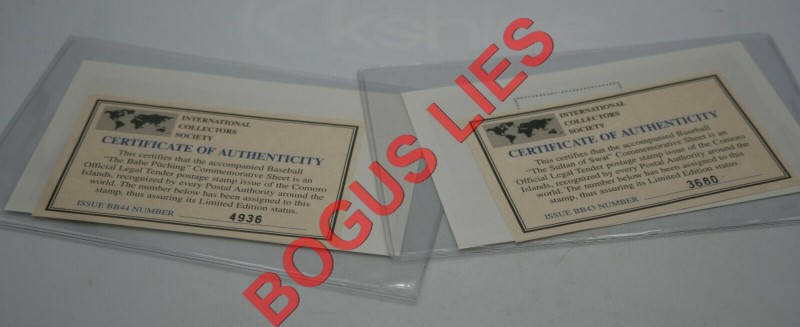 INTERNATIONAL
COLLECTORS
SOCIETY
CERTIFICATE OF AUTHENTICITY
This certifies that the accompanied Baseball
"The Babe Pitching" Commemorative Sheet is an
Official Legal Tender postage stamp issue of the Comoro
Islands, recognized by every Postal Authority around the
world. The number below has been assigned to this
stamp, thus assuring its Limited Edition status.
ISSUE BB44 NUMBER 4936
INTERNATIONAL
COLLECTORS
SOCIETY
CERTIFICATE OF AUTHENTICITY
This certifies that the accompanied Baseball
"The Sultan of Swat" Commemorative Sheet is an
Official Legal Tender postage stamp issue of the Comoro
Islands, recognized by every Postal Authority around the
world. The number below has been assigned to this
stamp, thus assuring its Limited Edition status.
ISSUE BB43 NUMBER 3680
BOGUS LIES